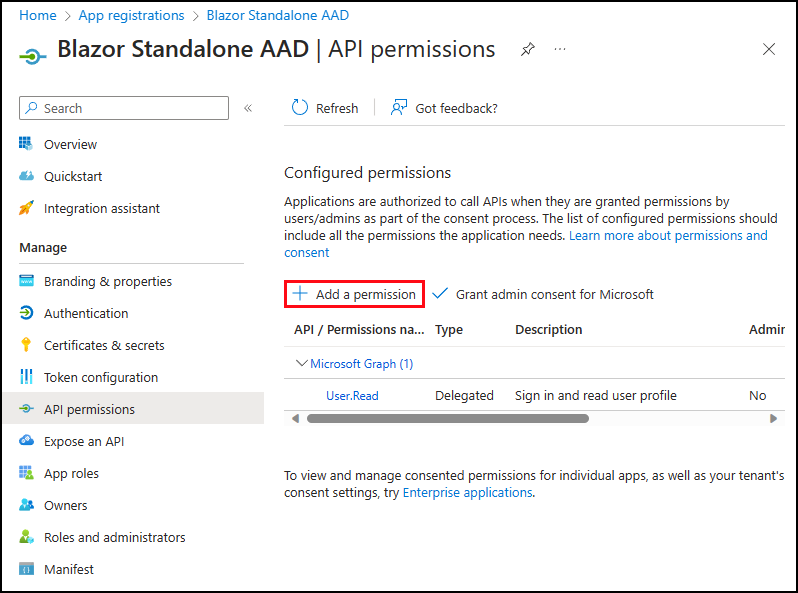 Home > App registrations > Blazor Standalone AAD
Blazor Standalone AAD | API permissions
Search
Overview
Quickstart
Integration assistant
Manage
Branding & properties
Authentication
Certificates & secrets
Token configuration
API permissions
Expose an API
App roles
Owners
Roles and administrators
Manifest
Refresh
Got feedback?
Configured permissions
Applications are authorized to call APIs when they are granted permissions by
users/admins as part of the consent process. The list of configured permissions should
include all the permissions the application needs. Learn more about permissions and
consent
Add a permission
Grant admin consent for Microsoft
API / Permissions na... Type Description Admin
Microsoft Graph (1)
User.Read Delegated Sign in and read user profile No
To view and manage consented permissions for individual apps, as well as your tenant's
consent settings, try Enterprise applications.